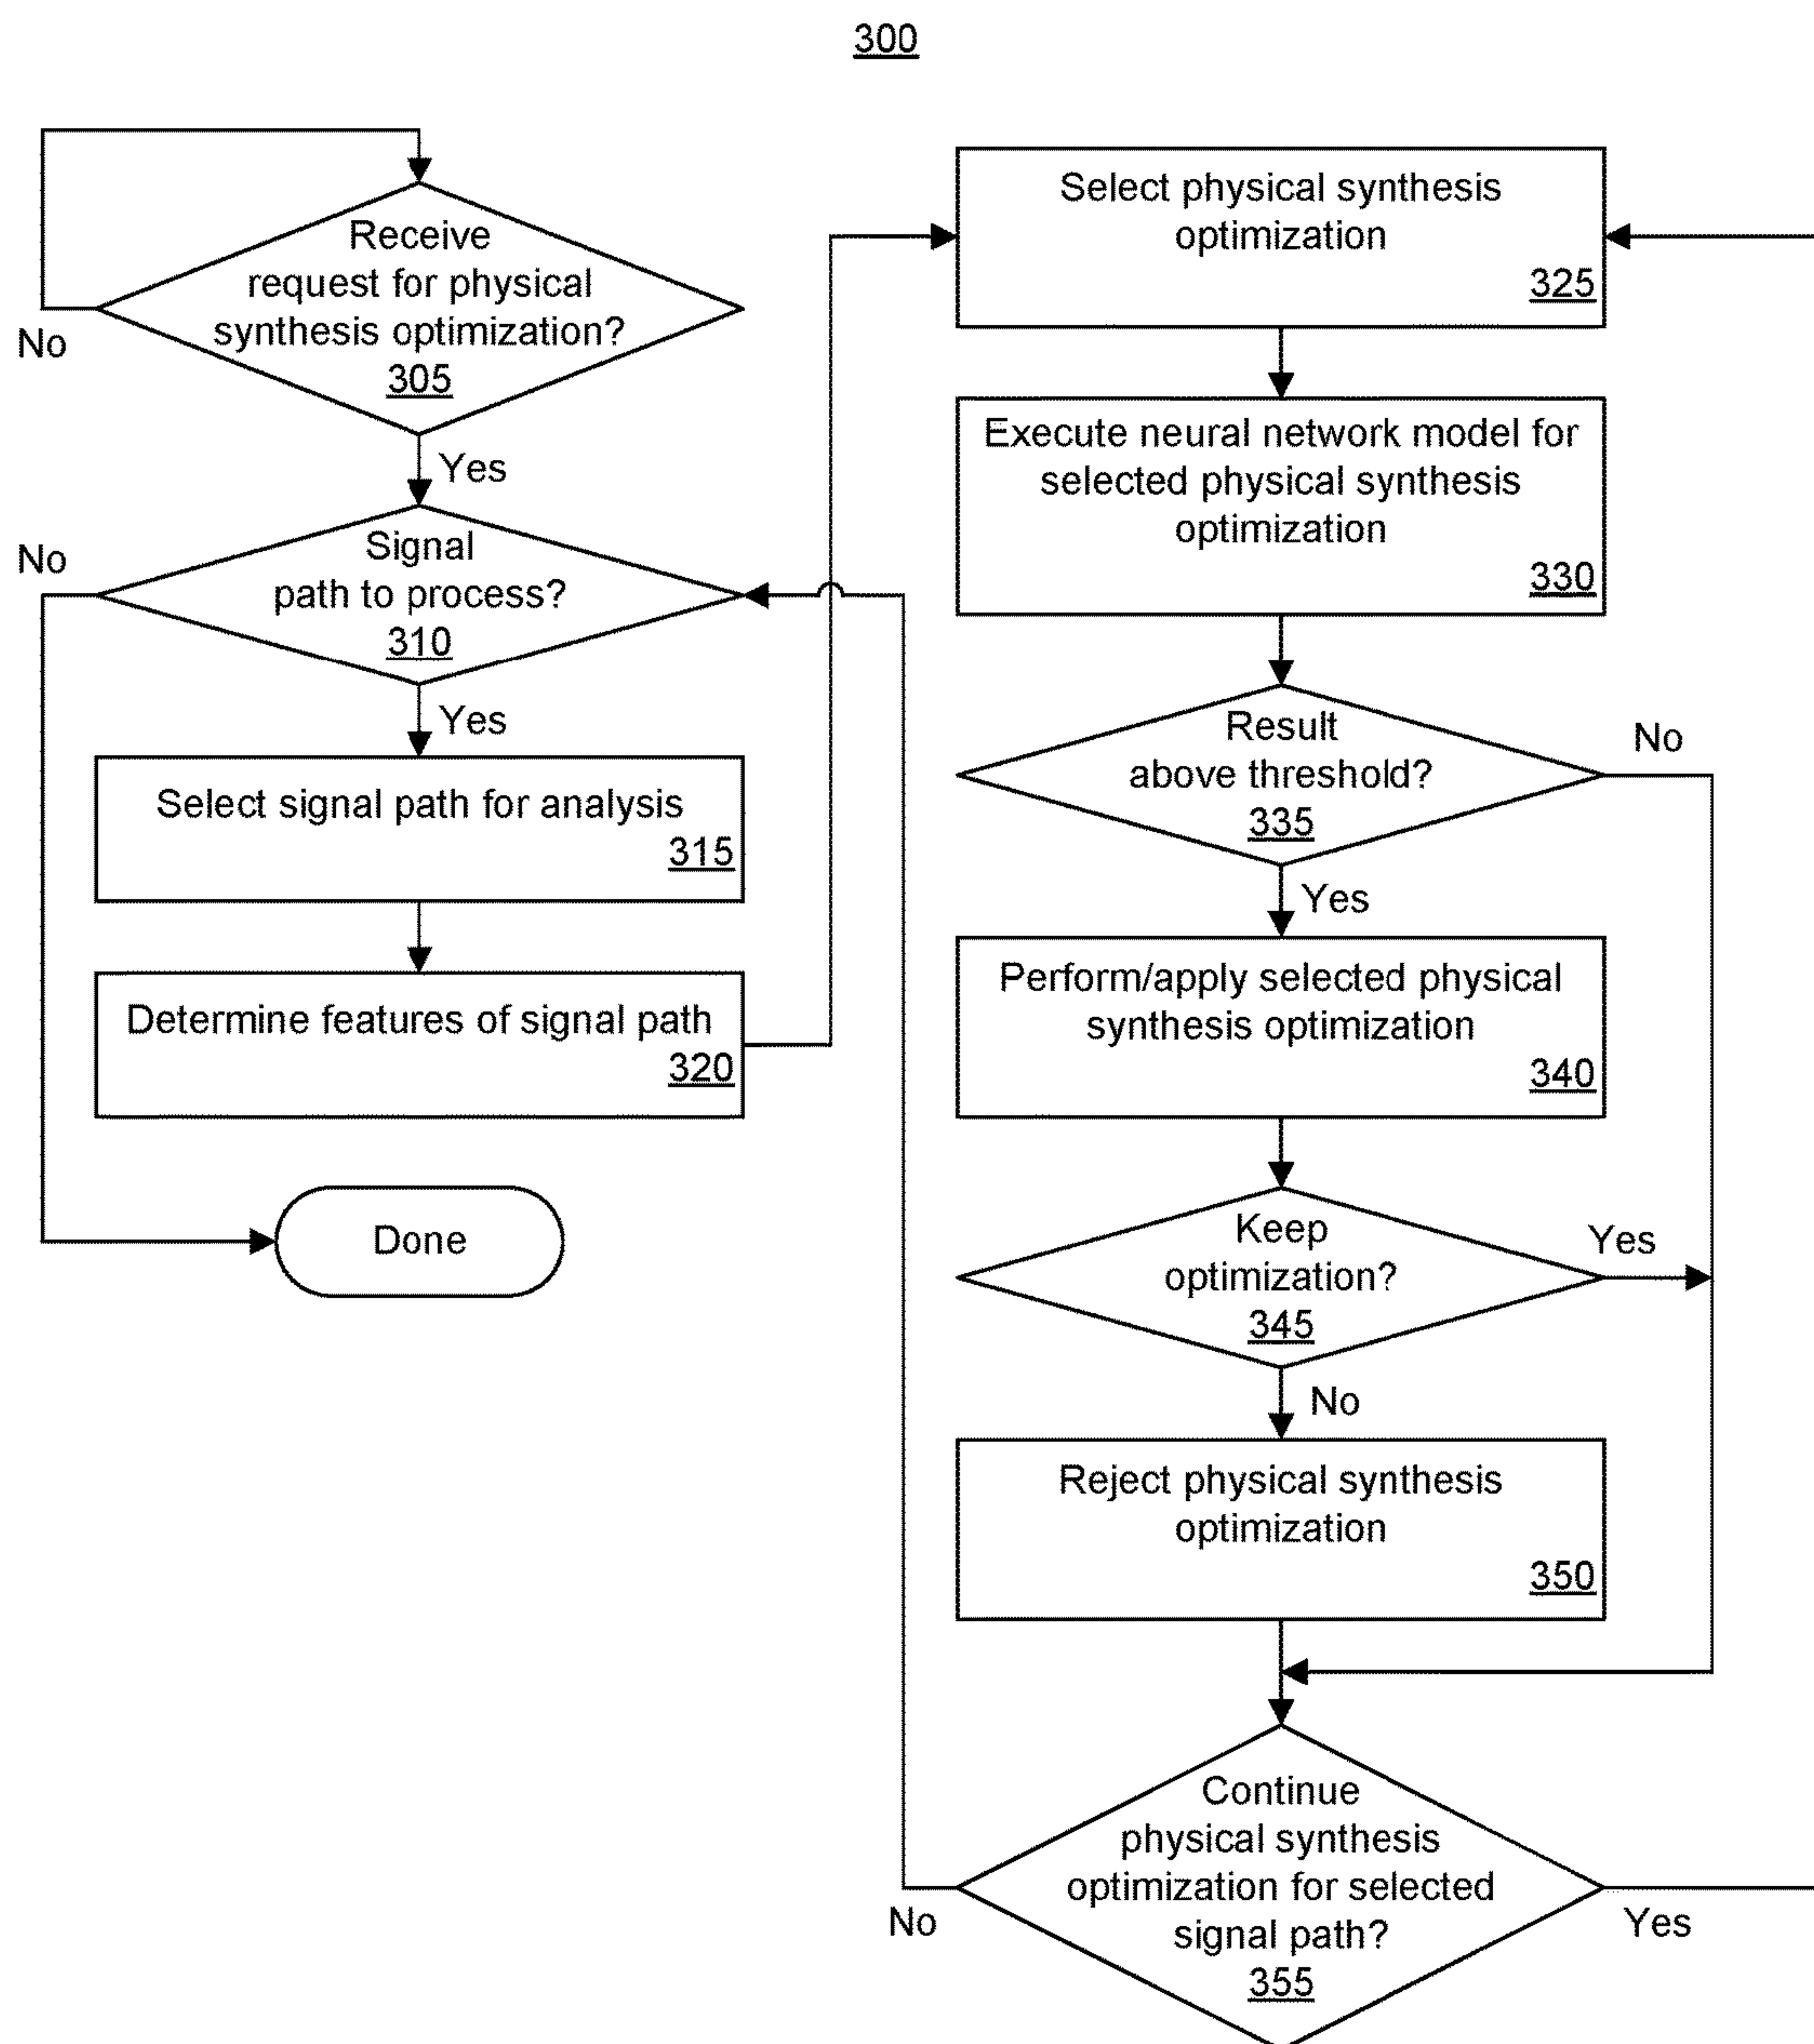 300
Receive
request for physical
synthesis optimization?
305
No
Yes
Signal
path to process?
310
No
Yes
Select signal path for analysis
315
Determine features of signal path
320
Done
Select physical synthesis
optimization
325
Execute neural network model for
selected physical synthesis
optimization
330
Result
above threshold?
335
No
Yes
Perform/apply selected physical
synthesis optimization
340
Keep
optimization?
345
Yes
No
Reject physical synthesis
optimization
350
Continue
physical synthesis
optimization for selected
signal path?
355
No
Yes